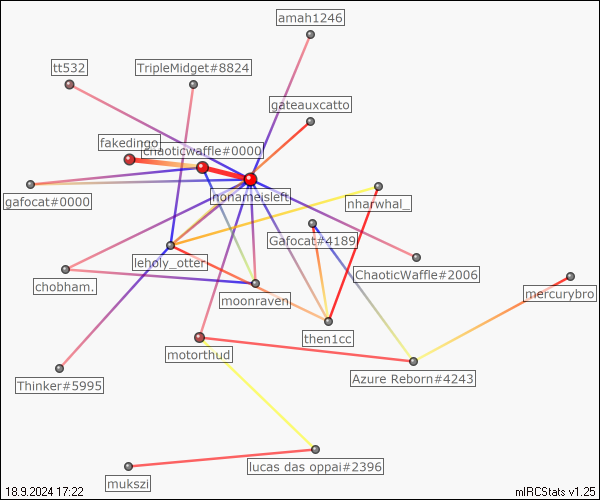 amah1246
tt532
TripleMidget#8824
gateauxcatto
fakedingo
chaoticwaffle#0000
gafocat#0000
nonameisleft
nharwhal_
Gafocat#4189
leholy_otter
ChaoticWaffle#2006
chobham.
moonraven
mercurybro
then1cc
motorthud
Thinker#5995
Azure Reborn#4243
lucas das oppai#2396
mukszi
18.9.2024 17:22
mIRCStats v1.25